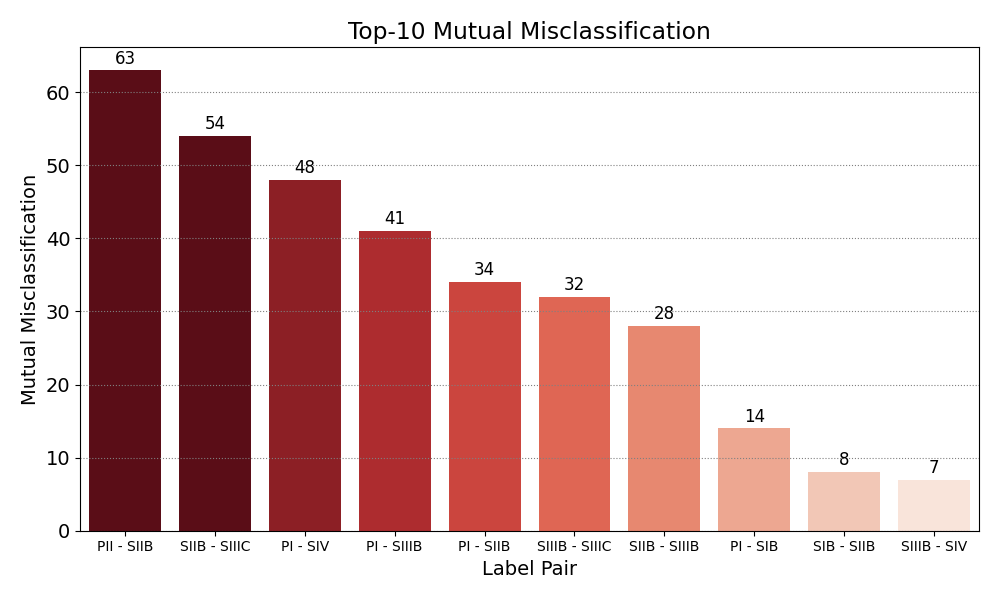 Top-10 Mutual Misclassification
Mutual Misclassification
60
50
40
30
20
10
0
63
54
48
41
34
32
28
14
8
7
PII - SIIB
SIIB - SIIIC
PI - SIV
PI - SIIIB
PI - SIIB
SIIIB - SIIIC
SIIB - SIIIB
PI - SIB
SIB - SIIB
SIIIB - SIV
Label Pair